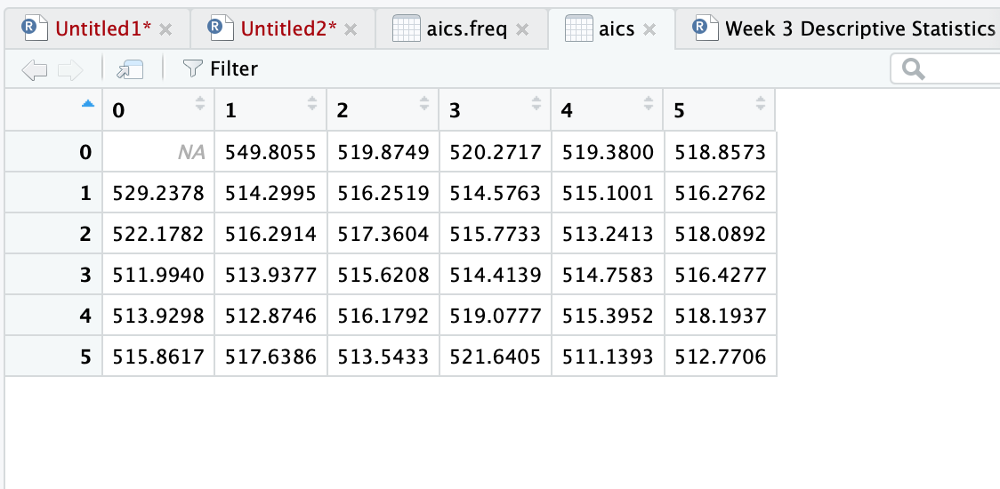 Untitled1* Untitled2* aics.freq aics Week 3 Descriptive Statistics
Filter
0 1 2 3 4 5
0 NA 549.8055 519.8749 520.2717 519.3800 518.8573
1 529.2378 514.2995 516.2519 514.5763 515.1001 516.2762
2 522.1782 516.2914 517.3604 515.7733 513.2413 518.0892
3 511.9940 513.9377 515.6208 514.4139 514.7583 516.4277
4 513.9298 512.8746 516.1792 519.0777 515.3952 518.1937
5 515.8617 517.6386 513.5433 521.6405 511.1393 512.7706